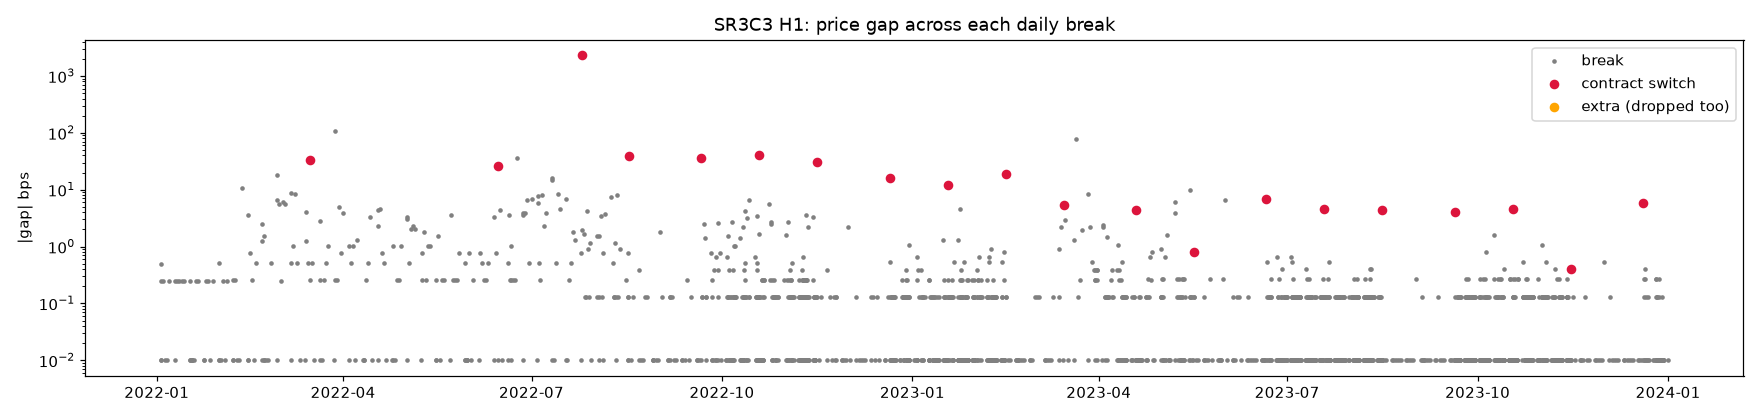 SR3C3 H1: price gap across each daily break
|gap| bps
10³
10²
10¹
10⁰
10⁻¹
10⁻²
break
contract switch
extra (dropped too)
2022-01 2022-04 2022-07 2022-10 2023-01 2023-04 2023-07 2023-10 2024-01